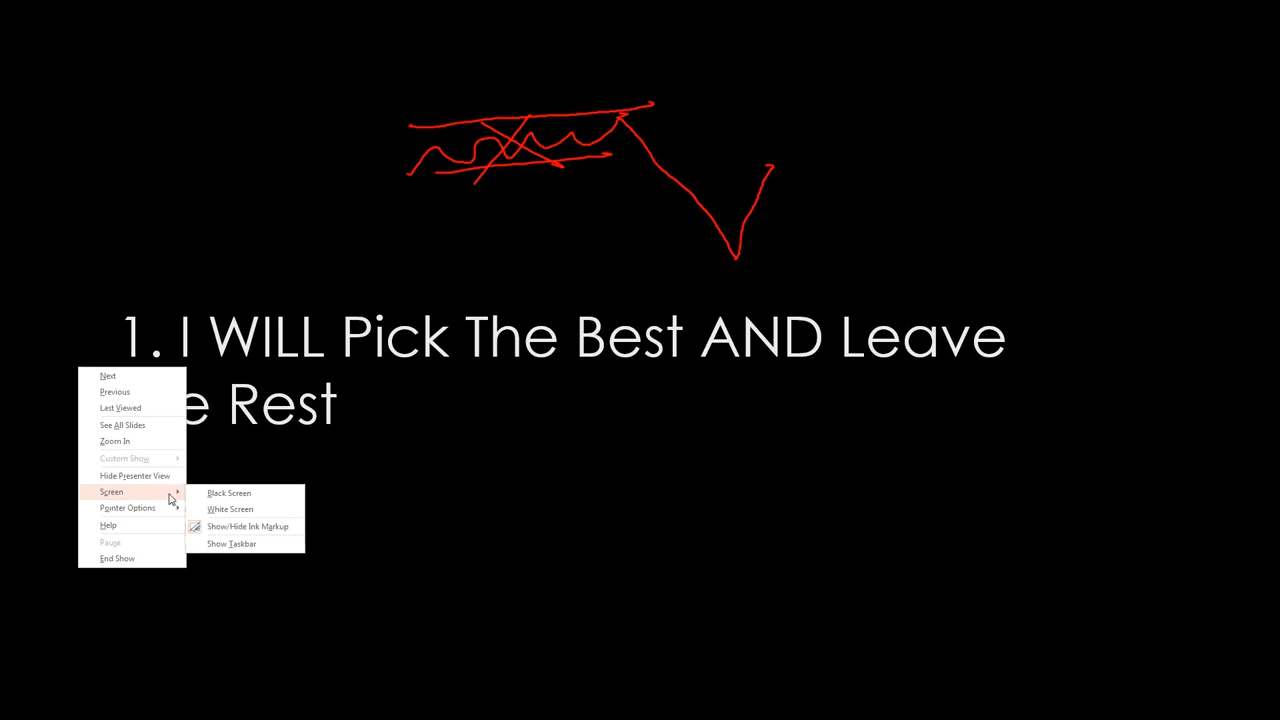 1. I WILL Pick The Best AND Leave
e Rest
Next
Previous
Last Viewed
See All Slides
Zoom In
Custom Show
Hide Presenter View
Screen
Pointer Options
Help
Pause
End Show
Black Screen
White Screen
Show/Hide Ink Markup
Show Taskbar